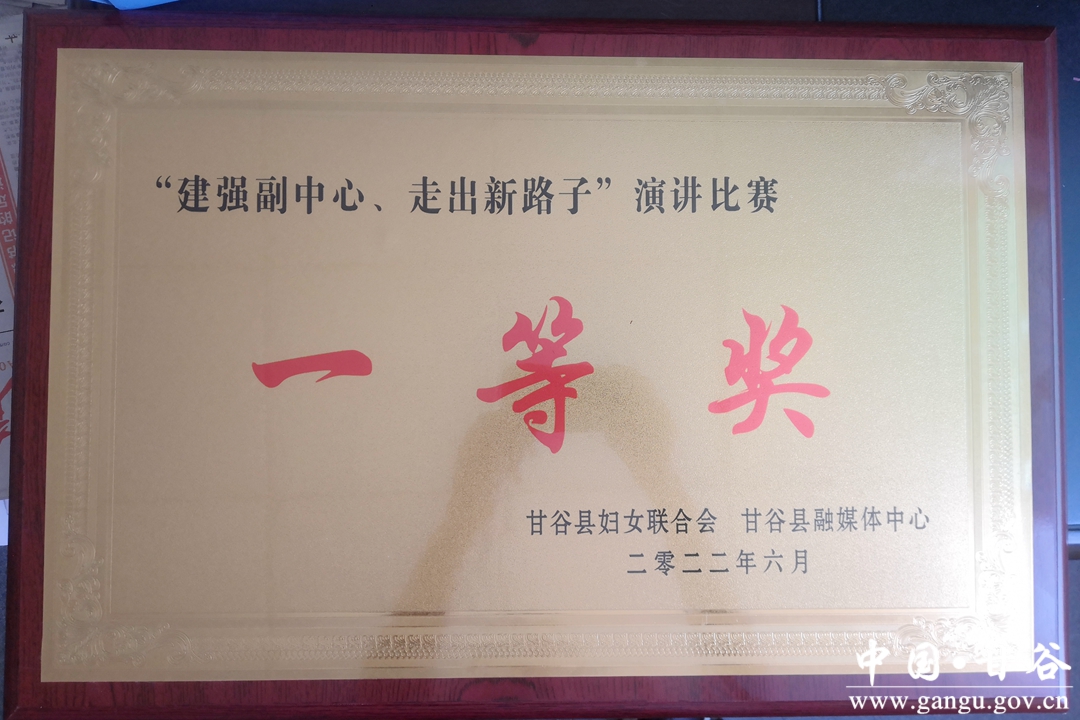 “建强副中心、走出新路子”演讲比赛
一等奖
甘谷县妇女联合会 甘谷县融媒体中心
二零二二年六月
中国·甘谷
www.gangu.gov.cn